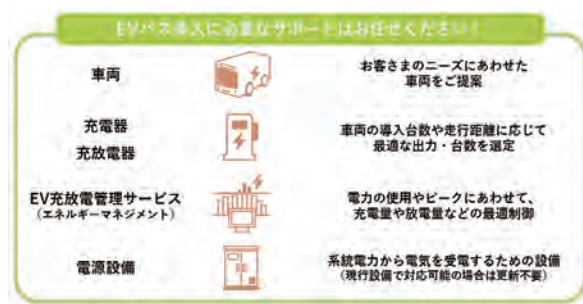 EVバス導入に必要なサポートはお任せください！
車両
お客さまのニーズにあわせた
車両をご提案
充電器
充放電器
車両の導入台数や走行距離に応じて
最適な出力・台数を選定
EV充放電管理サービス
（エネルギーマネジメント）
電力の使用やピークにあわせて、
充電量や放電量などの最適制御
電源設備
系統電力から電気を受電するための設備
（現行設備で対応可能の場合は更新不要）